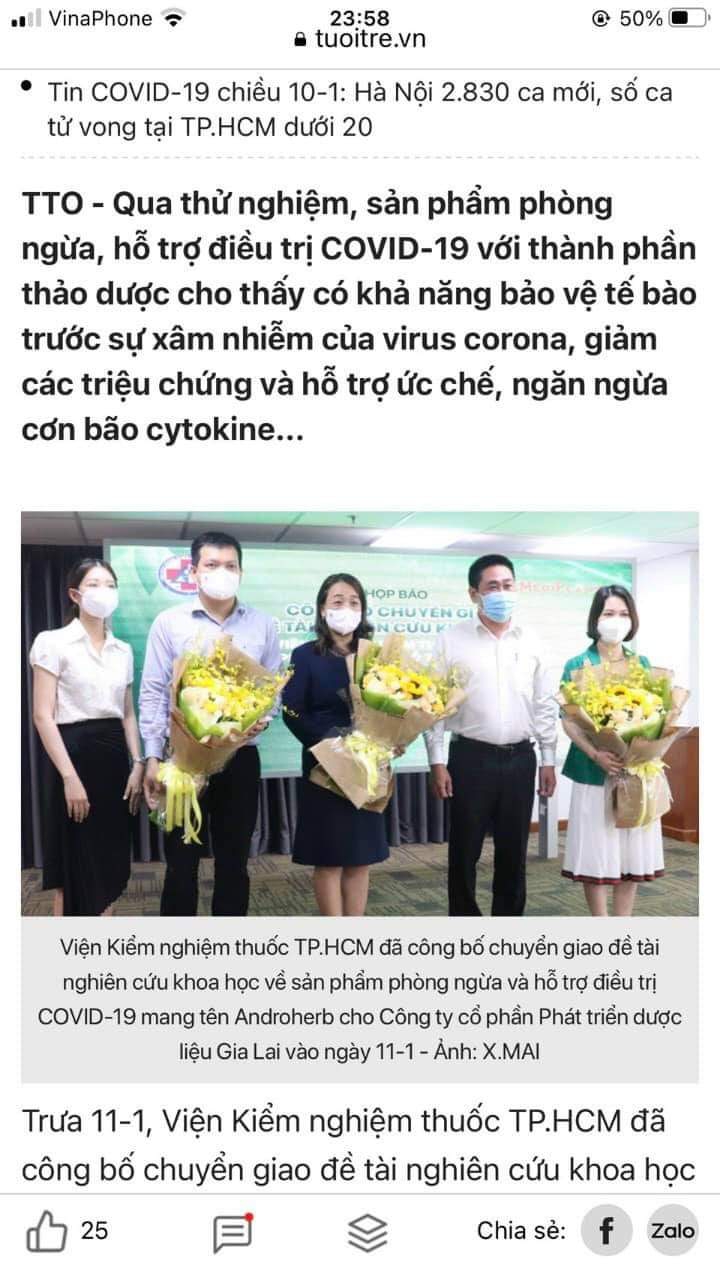 VinaPhone 23:58 50%
tuoitre.vn
• Tin COVID-19 chiều 10-1: Hà Nội 2.830 ca mới, số ca
tử vong tại TP.HCM dưới 20
TTO - Qua thử nghiệm, sản phẩm phòng
ngừa, hỗ trợ điều trị COVID-19 với thành phần
thảo dược cho thấy có khả năng bảo vệ tế bào
trước sự xâm nhiễm của virus corona, giảm
các triệu chứng và hỗ trợ ức chế, ngăn ngừa
cơn bão cytokine...
HỌP BÁO
CHUYỂN
CỨU
Viện Kiểm nghiệm thuốc TP.HCM đã công bố chuyển giao đề tài
nghiên cứu khoa học về sản phẩm phòng ngừa và hỗ trợ điều trị
COVID-19 mang tên Androherb cho Công ty cổ phần Phát triển dược
liệu Gia Lai vào ngày 11-1 - Ảnh: X.MAI
Trưa 11-1, Viện Kiểm nghiệm thuốc TP.HCM đã
công bố chuyển giao đề tài nghiên cứu khoa học
25 Chia sẻ: f Zalo